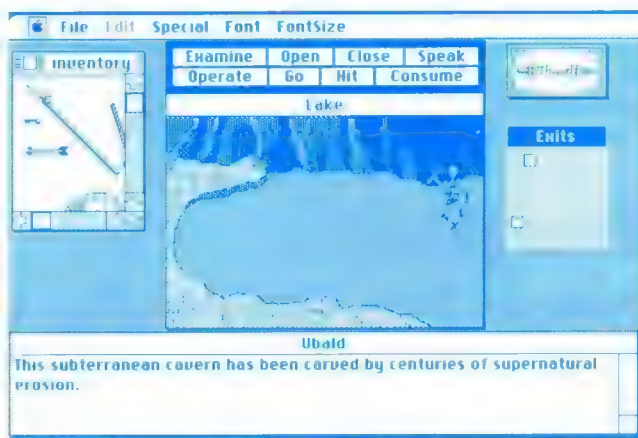 File Edit Special Font FontSize
inventory
Examine Open Close Speak
Operate Go Hit Consume
Lake
Exits
Ubald
This subterranean cavern has been carved by centuries of supernatural
erosion.